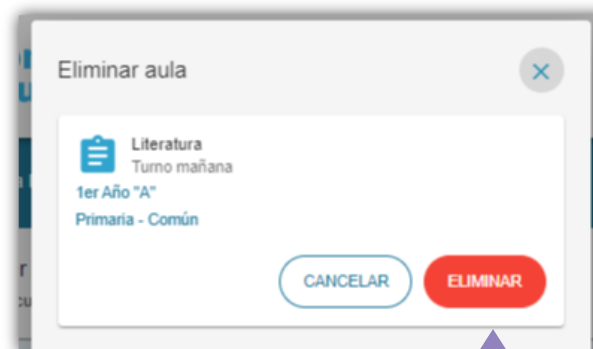 Eliminar aula
Literatura
Turno mañana
1er Año "A"
Primaria - Común
CANCELAR
ELIMINAR